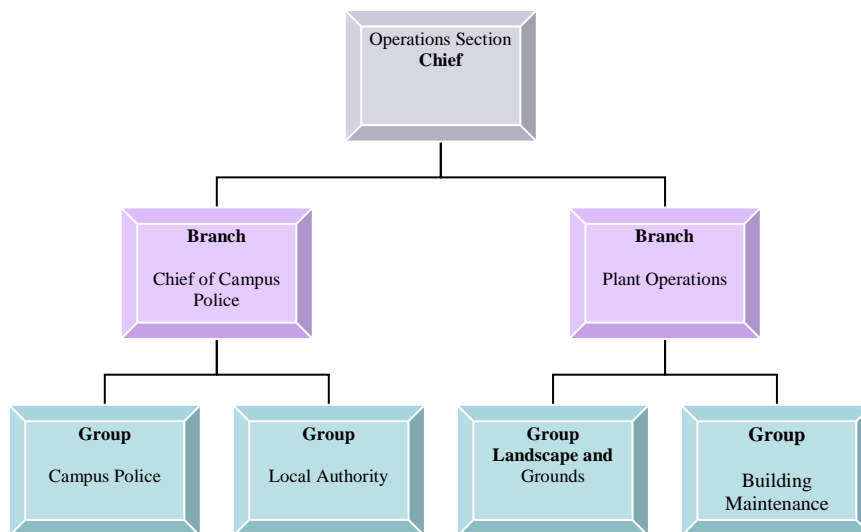 Operations Section
Chief
Branch
Chief of Campus
Police
Branch
Plant Operations
Group
Campus Police
Group
Local Authority
Group
Landscape and
Grounds
Group
Building
Maintenance